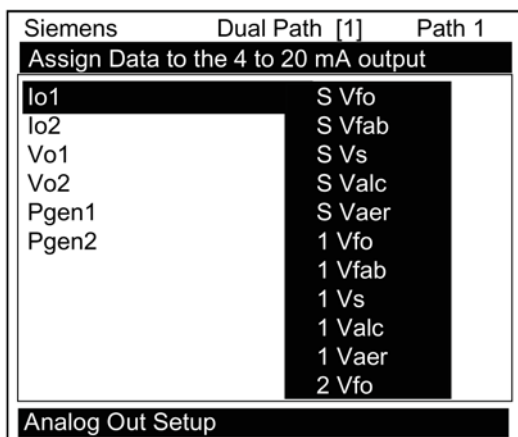 Siemens Dual Path [1] Path 1
Assign Data to the 4 to 20 mA output
Io1 S Vfo
Io2 S Vfab
Vo1 S Vs
Vo2 S Valc
Pgen1 S Vaer
Pgen2 1 Vfo
1 Vfab
1 Vs
1 Valc
1 Vaer
2 Vfo
Analog Out Setup